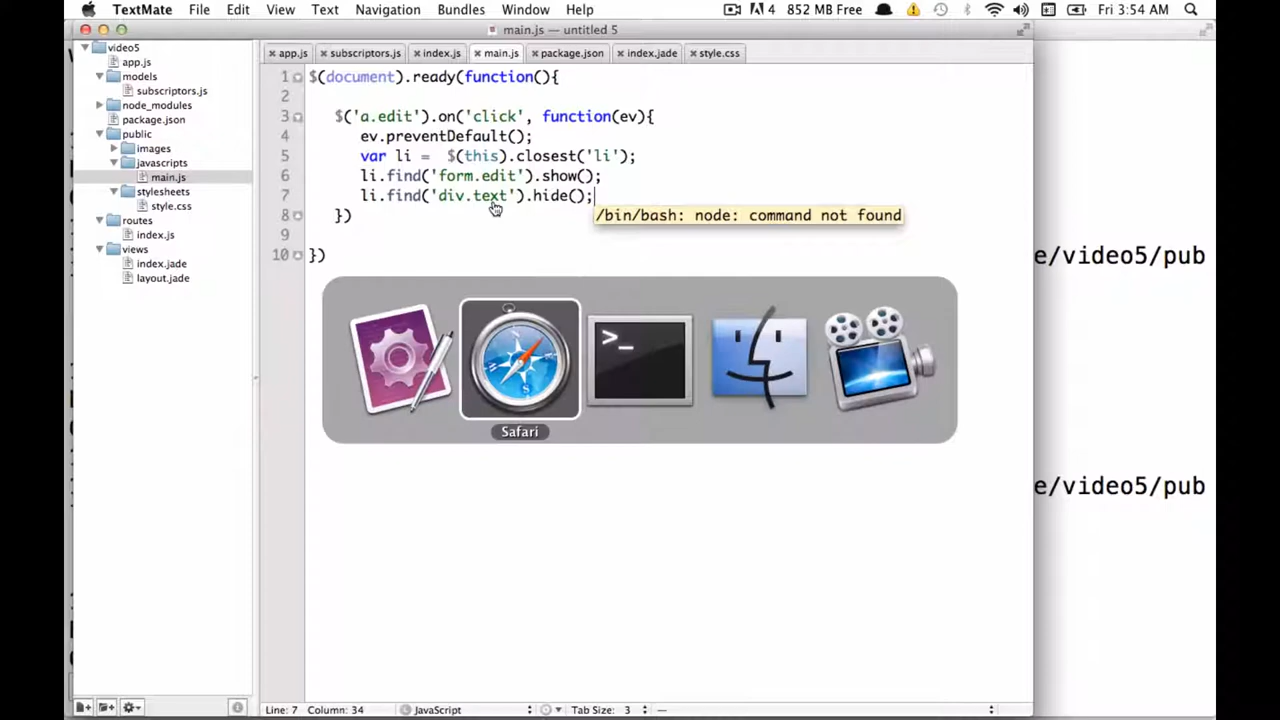 TextMate File Edit View Text Navigation Bundles Window Help 4 852 MB Free Fri 3:54 AM
main.js — untitled 5
video5
app.js
models
subscriptors.js
node_modules
package.json
public
images
javascripts
main.js
stylesheets
style.css
routes
index.js
views
index.jade
layout.jade
app.js subscriptors.js index.js main.js package.json index.jade style.css
1 $(document).ready(function(){
2
3 $('a.edit').on('click', function(ev){
4 ev.preventDefault();
5 var li = $(this).closest('li');
6 li.find('form.edit').show();
7 li.find('div.text').hide();
8 })
9
10 })
/bin/bash: node: command not found
e/video5/pub
Safari
e/video5/pub
Line: 7 Column: 34 JavaScript Tab Size: 3 —